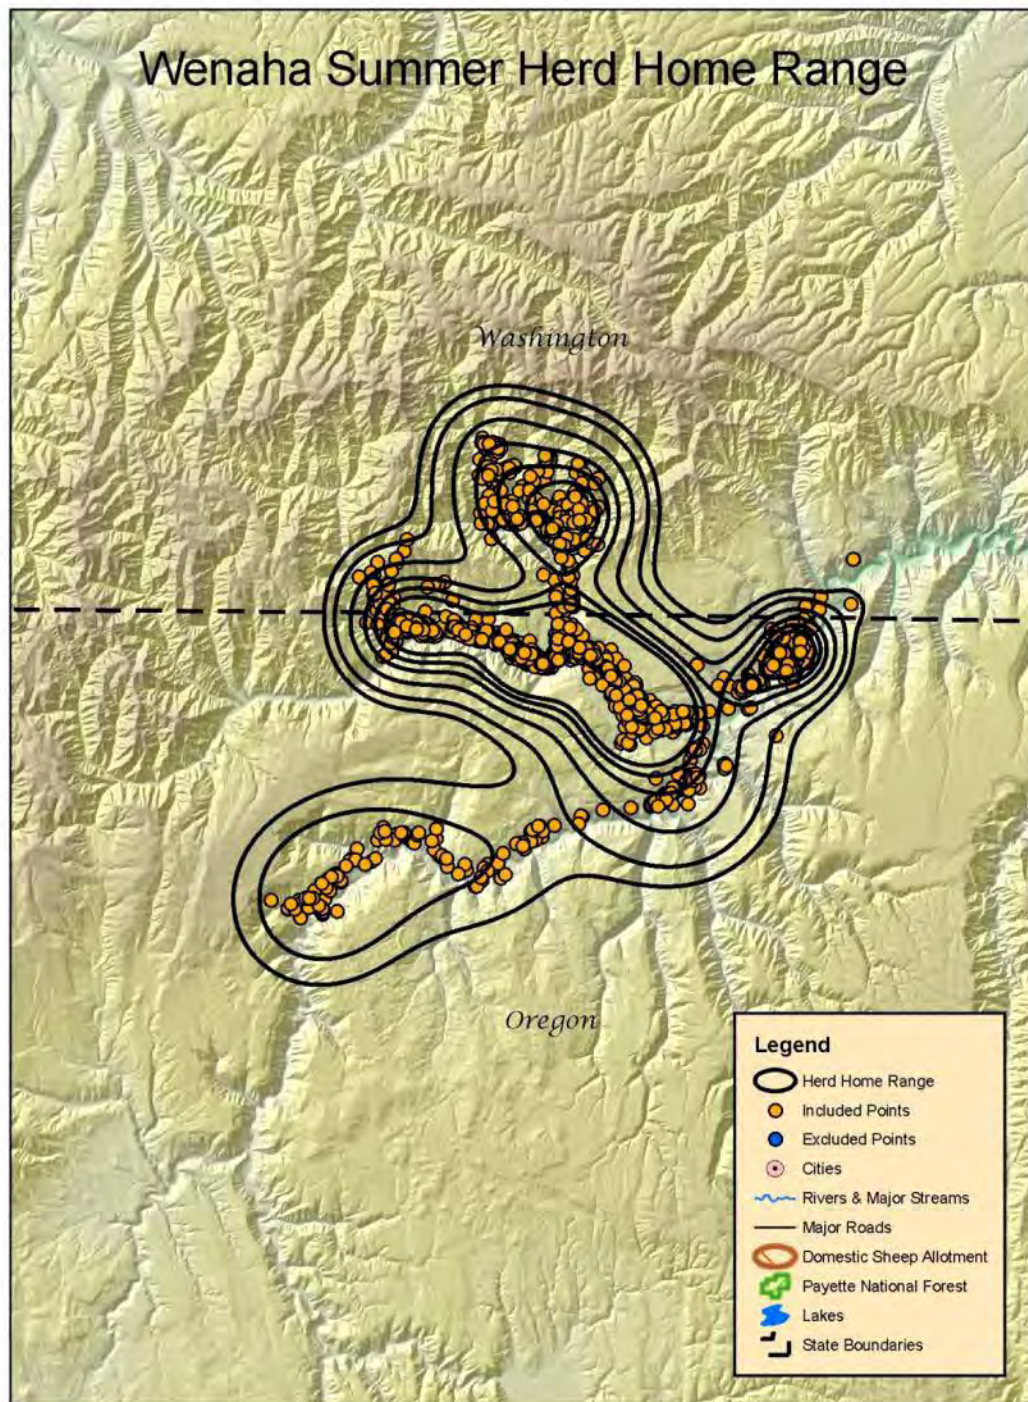 Wenaha Summer Herd Home Range
Washington
Oregon
Legend
Herd Home Range
Included Points
Excluded Points
Cities
Rivers & Major Streams
Major Roads
Domestic Sheep Allotment
Payette National Forest
Lakes
State Boundaries